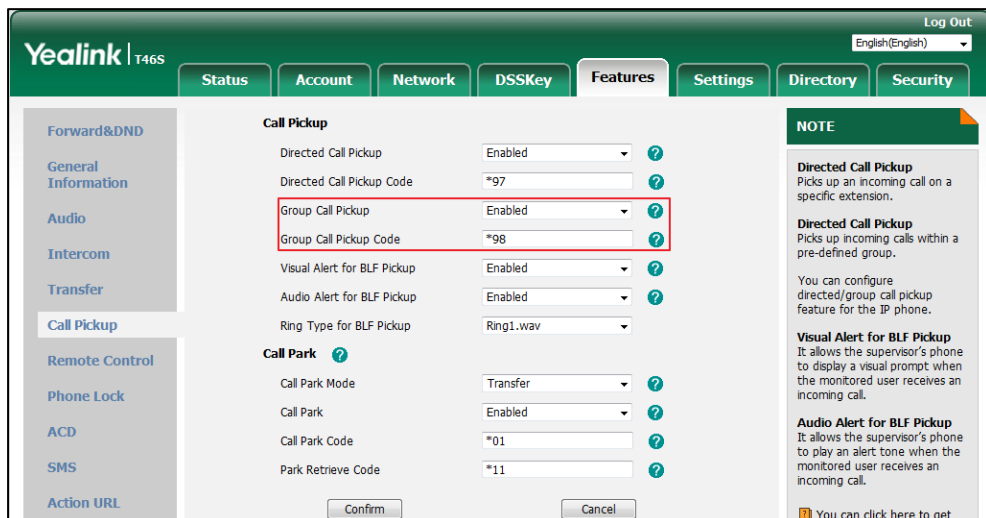 Log Out
Yealink | T46S
English(English)
Status Account Network DSSKey Features Settings Directory Security
Forward&DND
General
Information
Audio
Intercom
Transfer
Call Pickup
Remote Control
Phone Lock
ACD
SMS
Action URL
Call Pickup
Directed Call Pickup Enabled ?
Directed Call Pickup Code *97 ?
Group Call Pickup Enabled ?
Group Call Pickup Code *98 ?
Visual Alert for BLF Pickup Enabled ?
Audio Alert for BLF Pickup Enabled ?
Ring Type for BLF Pickup Ring1.wav
Call Park ?
Call Park Mode Transfer ?
Call Park Enabled ?
Call Park Code *01 ?
Park Retrieve Code *11 ?
Confirm Cancel
NOTE
Directed Call Pickup
Picks up an incoming call on a
specific extension.
Directed Call Pickup
Picks up incoming calls within a
pre-defined group.
You can configure
directed/group call pickup
feature for the IP phone.
Visual Alert for BLF Pickup
It allows the supervisor's phone
to display a visual prompt when
the monitored user receives an
incoming call.
Audio Alert for BLF Pickup
It allows the supervisor's phone
to play an alert tone when the
monitored user receives an
incoming call.
? You can click here to get